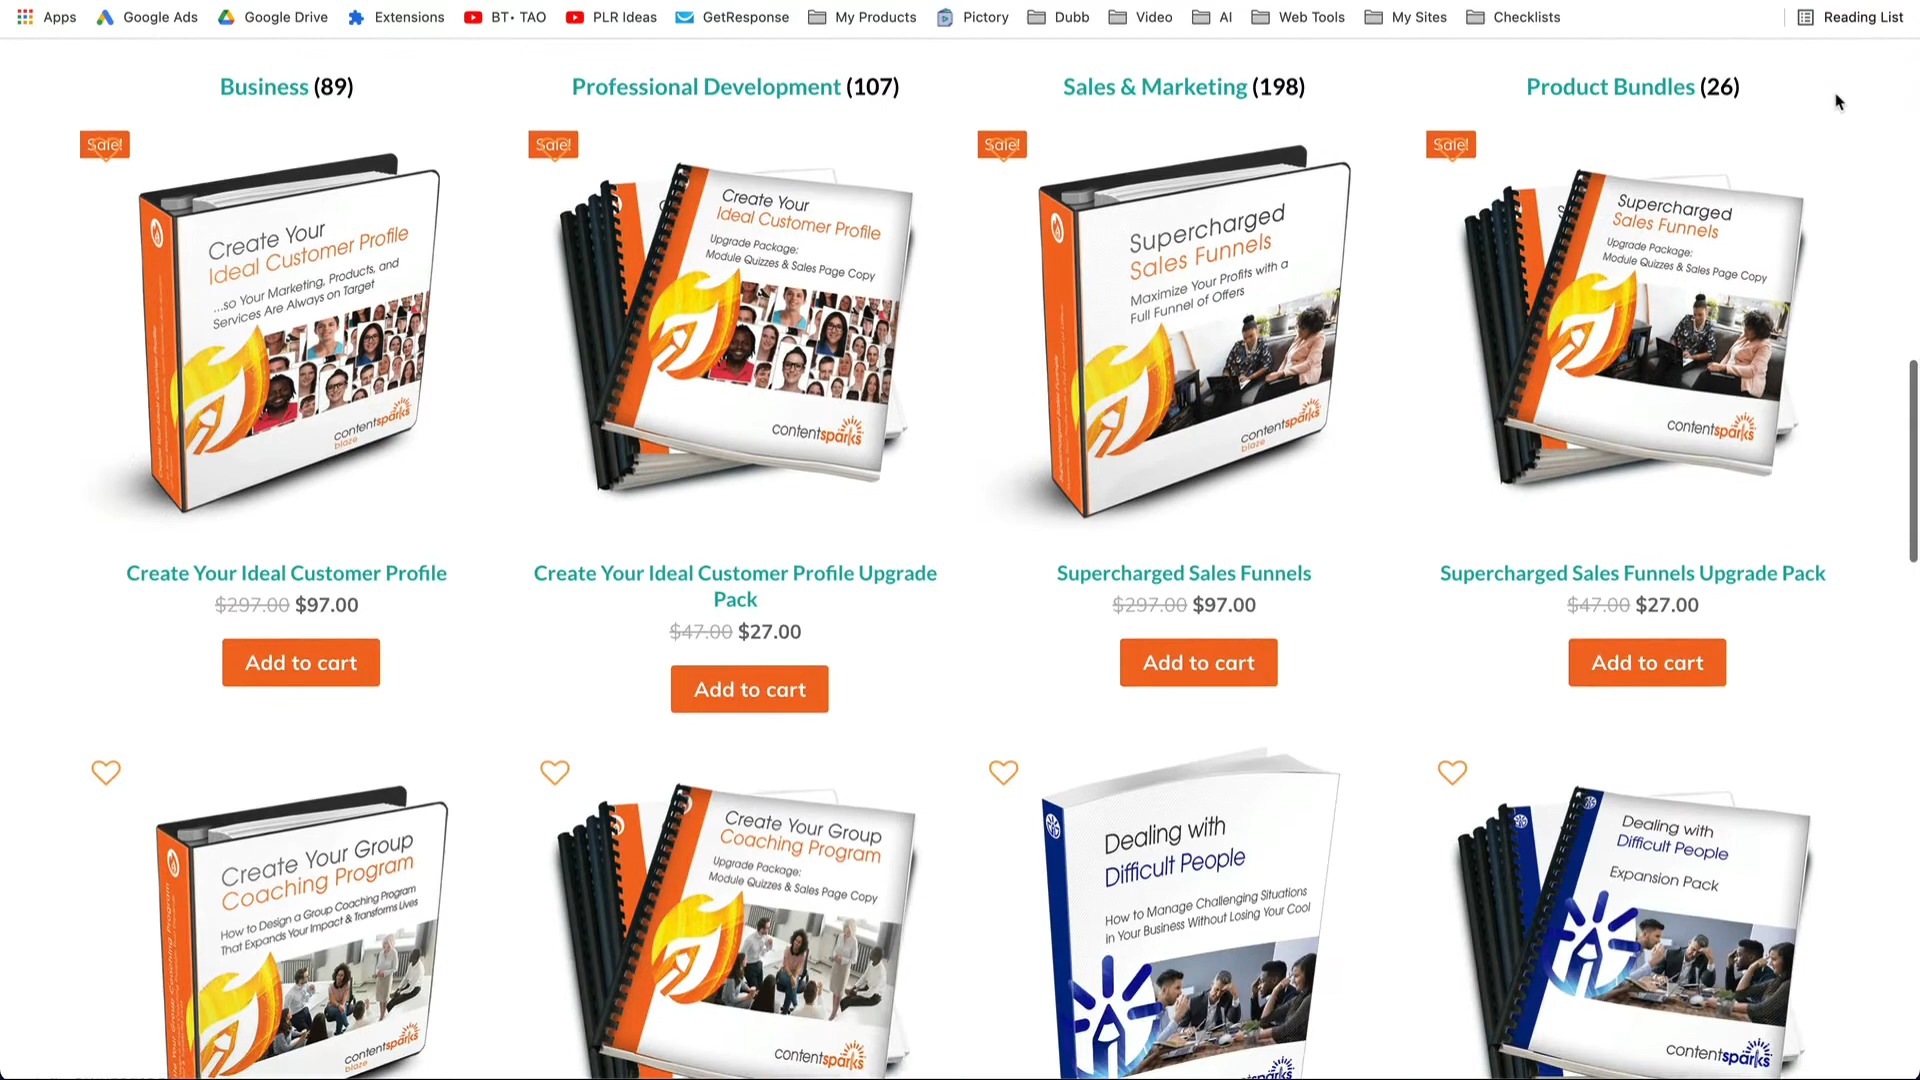 Apps Google Ads Google Drive Extensions BT• TAO PLR Ideas GetResponse My Products Pictory Dubb Video AI Web Tools My Sites Checklists Reading List
Business (89) Professional Development (107) Sales & Marketing (198) Product Bundles (26)
Sale! Sale! Sale! Sale!
Create Your
Ideal Customer Profile
...so Your Marketing, Products, and
Services Are Always on Target
contentsparks
blaze
Create Your
Ideal Customer Profile
Upgrade Package:
Module Quizzes & Sales Page Copy
contentsparks
Supercharged
Sales Funnels
Maximize Your Profits with a
Full Funnel of Offers
contentsparks
blaze
Supercharged
Sales Funnels
Upgrade Package:
Module Quizzes & Sales Page Copy
contentsparks
Create Your Ideal Customer Profile
$297.00 $97.00
Add to cart
Create Your Ideal Customer Profile Upgrade
Pack
$47.00 $27.00
Add to cart
Supercharged Sales Funnels
$297.00 $97.00
Add to cart
Supercharged Sales Funnels Upgrade Pack
$47.00 $27.00
Add to cart
Create Your Group
Coaching Program
How to Design a Group Coaching Program
That Expands Your Impact & Transforms Lives
contentsparks
Create Your Group
Coaching Program
Upgrade Package:
Module Quizzes & Sales Page Copy
contentsparks
Dealing with
Difficult People
How to Manage Challenging Situations
in Your Business Without Losing Your Cool
contentsparks
Dealing with
Difficult People
Expansion Pack
contentsparks